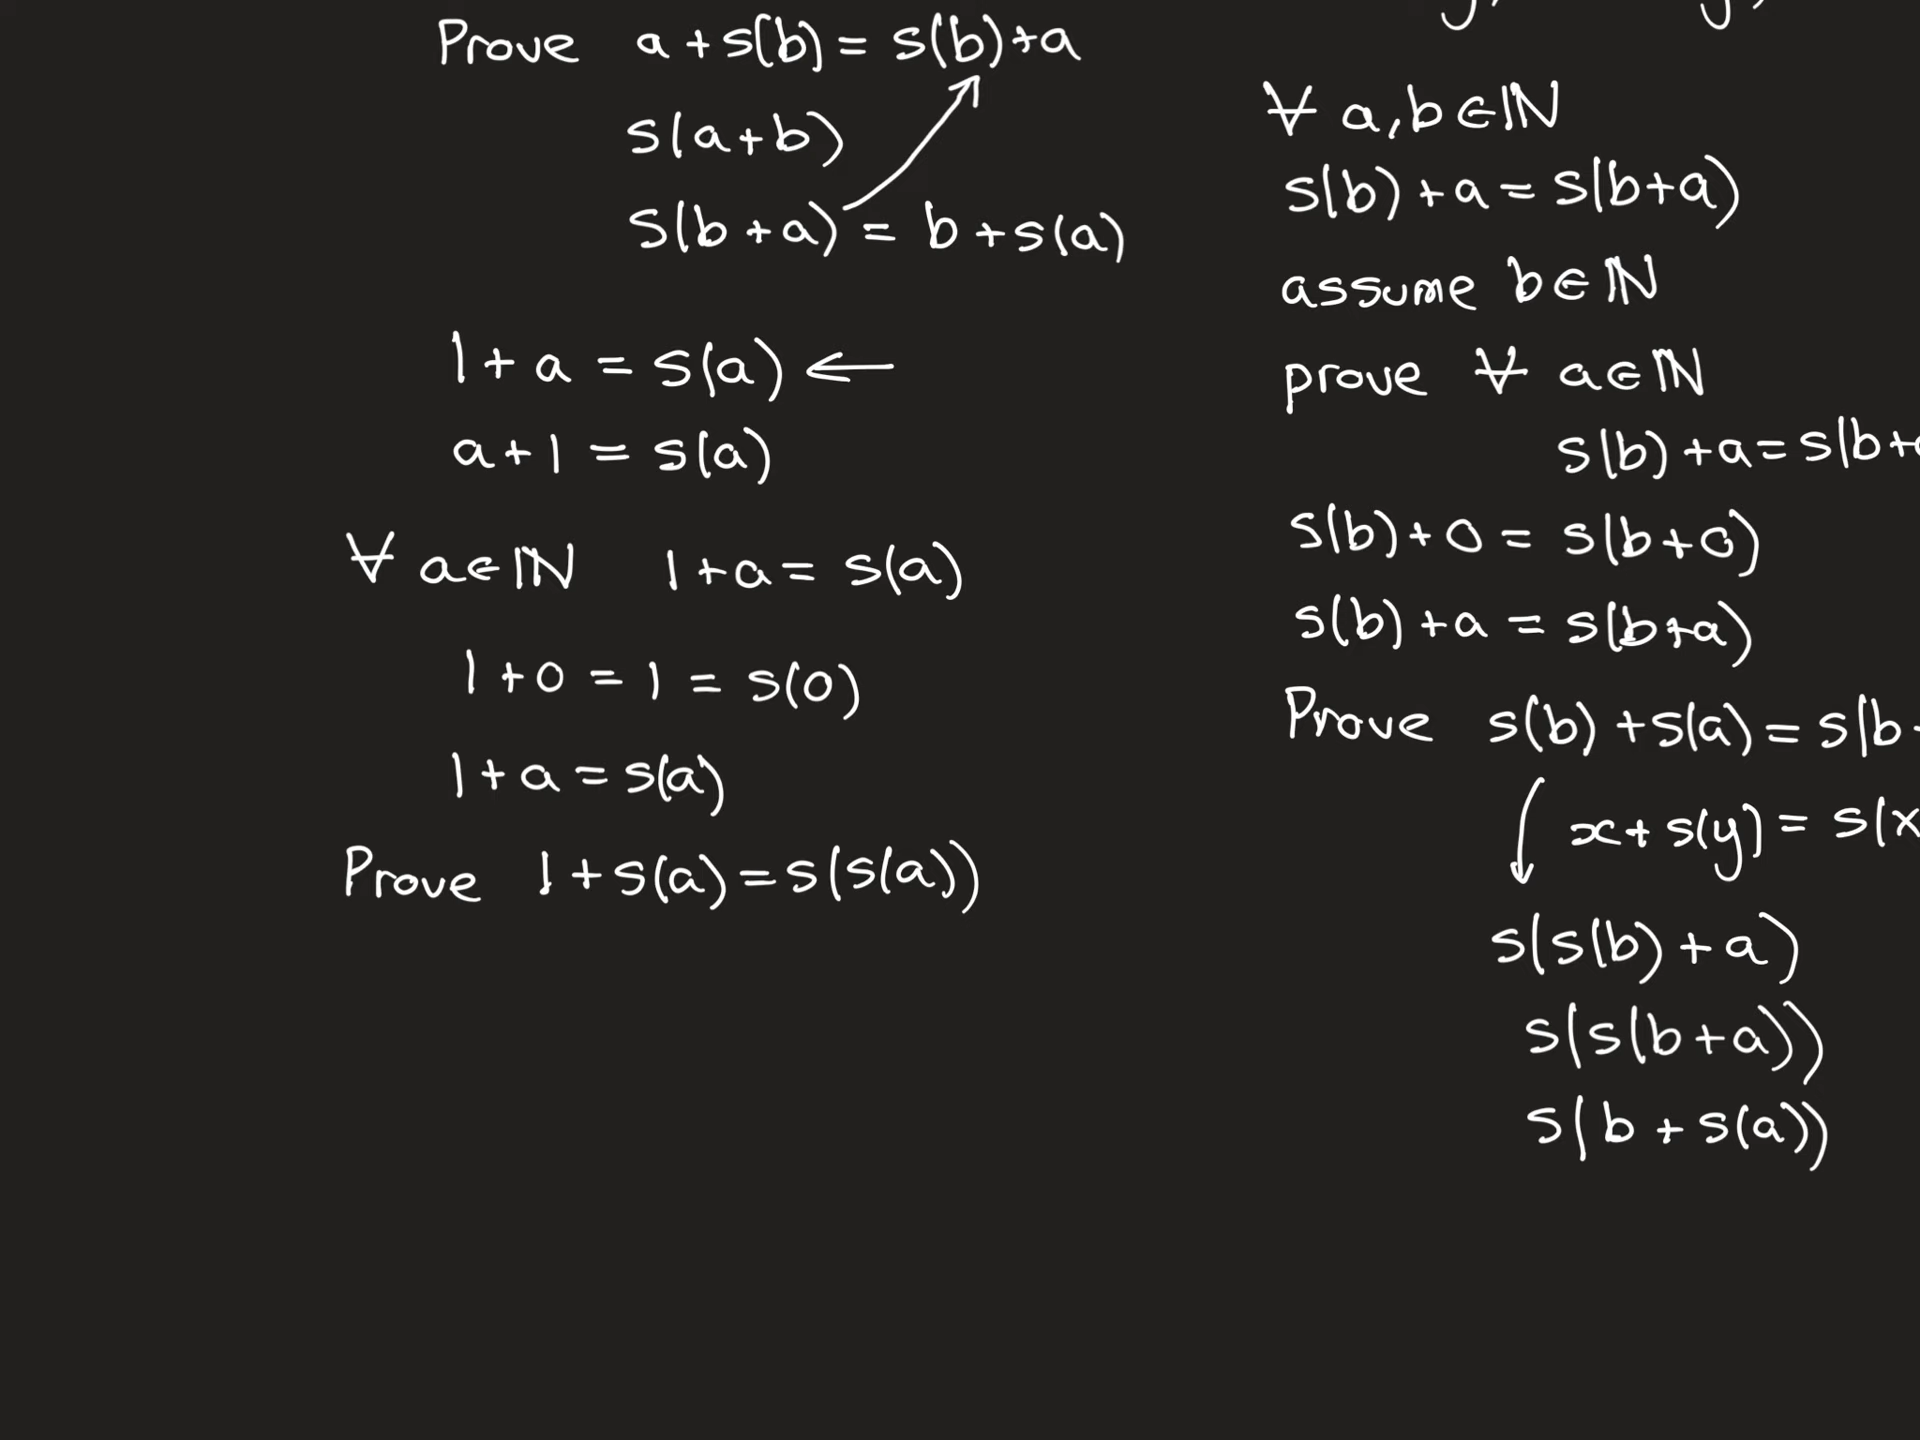 Prove a + s(b) = s(b) + a
s(a+b)
s(b+a) = b + s(a)
1 + a = s(a) ←
a + 1 = s(a)
∀ a∈ℕ 1 + a = s(a)
1 + 0 = 1 = s(0)
1 + a = s(a)
Prove 1 + s(a) = s(s(a))
∀ a,b∈ℕ
s(b) + a = s(b+a)
assume b∈ℕ
prove ∀ a∈ℕ
s(b) + a = s(b+
s(b) + 0 = s(b+0)
s(b) + a = s(b+a)
Prove s(b) + s(a) = s(b
x + s(y) = s(x
s(s(b) + a)
s(s(b+a))
s(b + s(a))